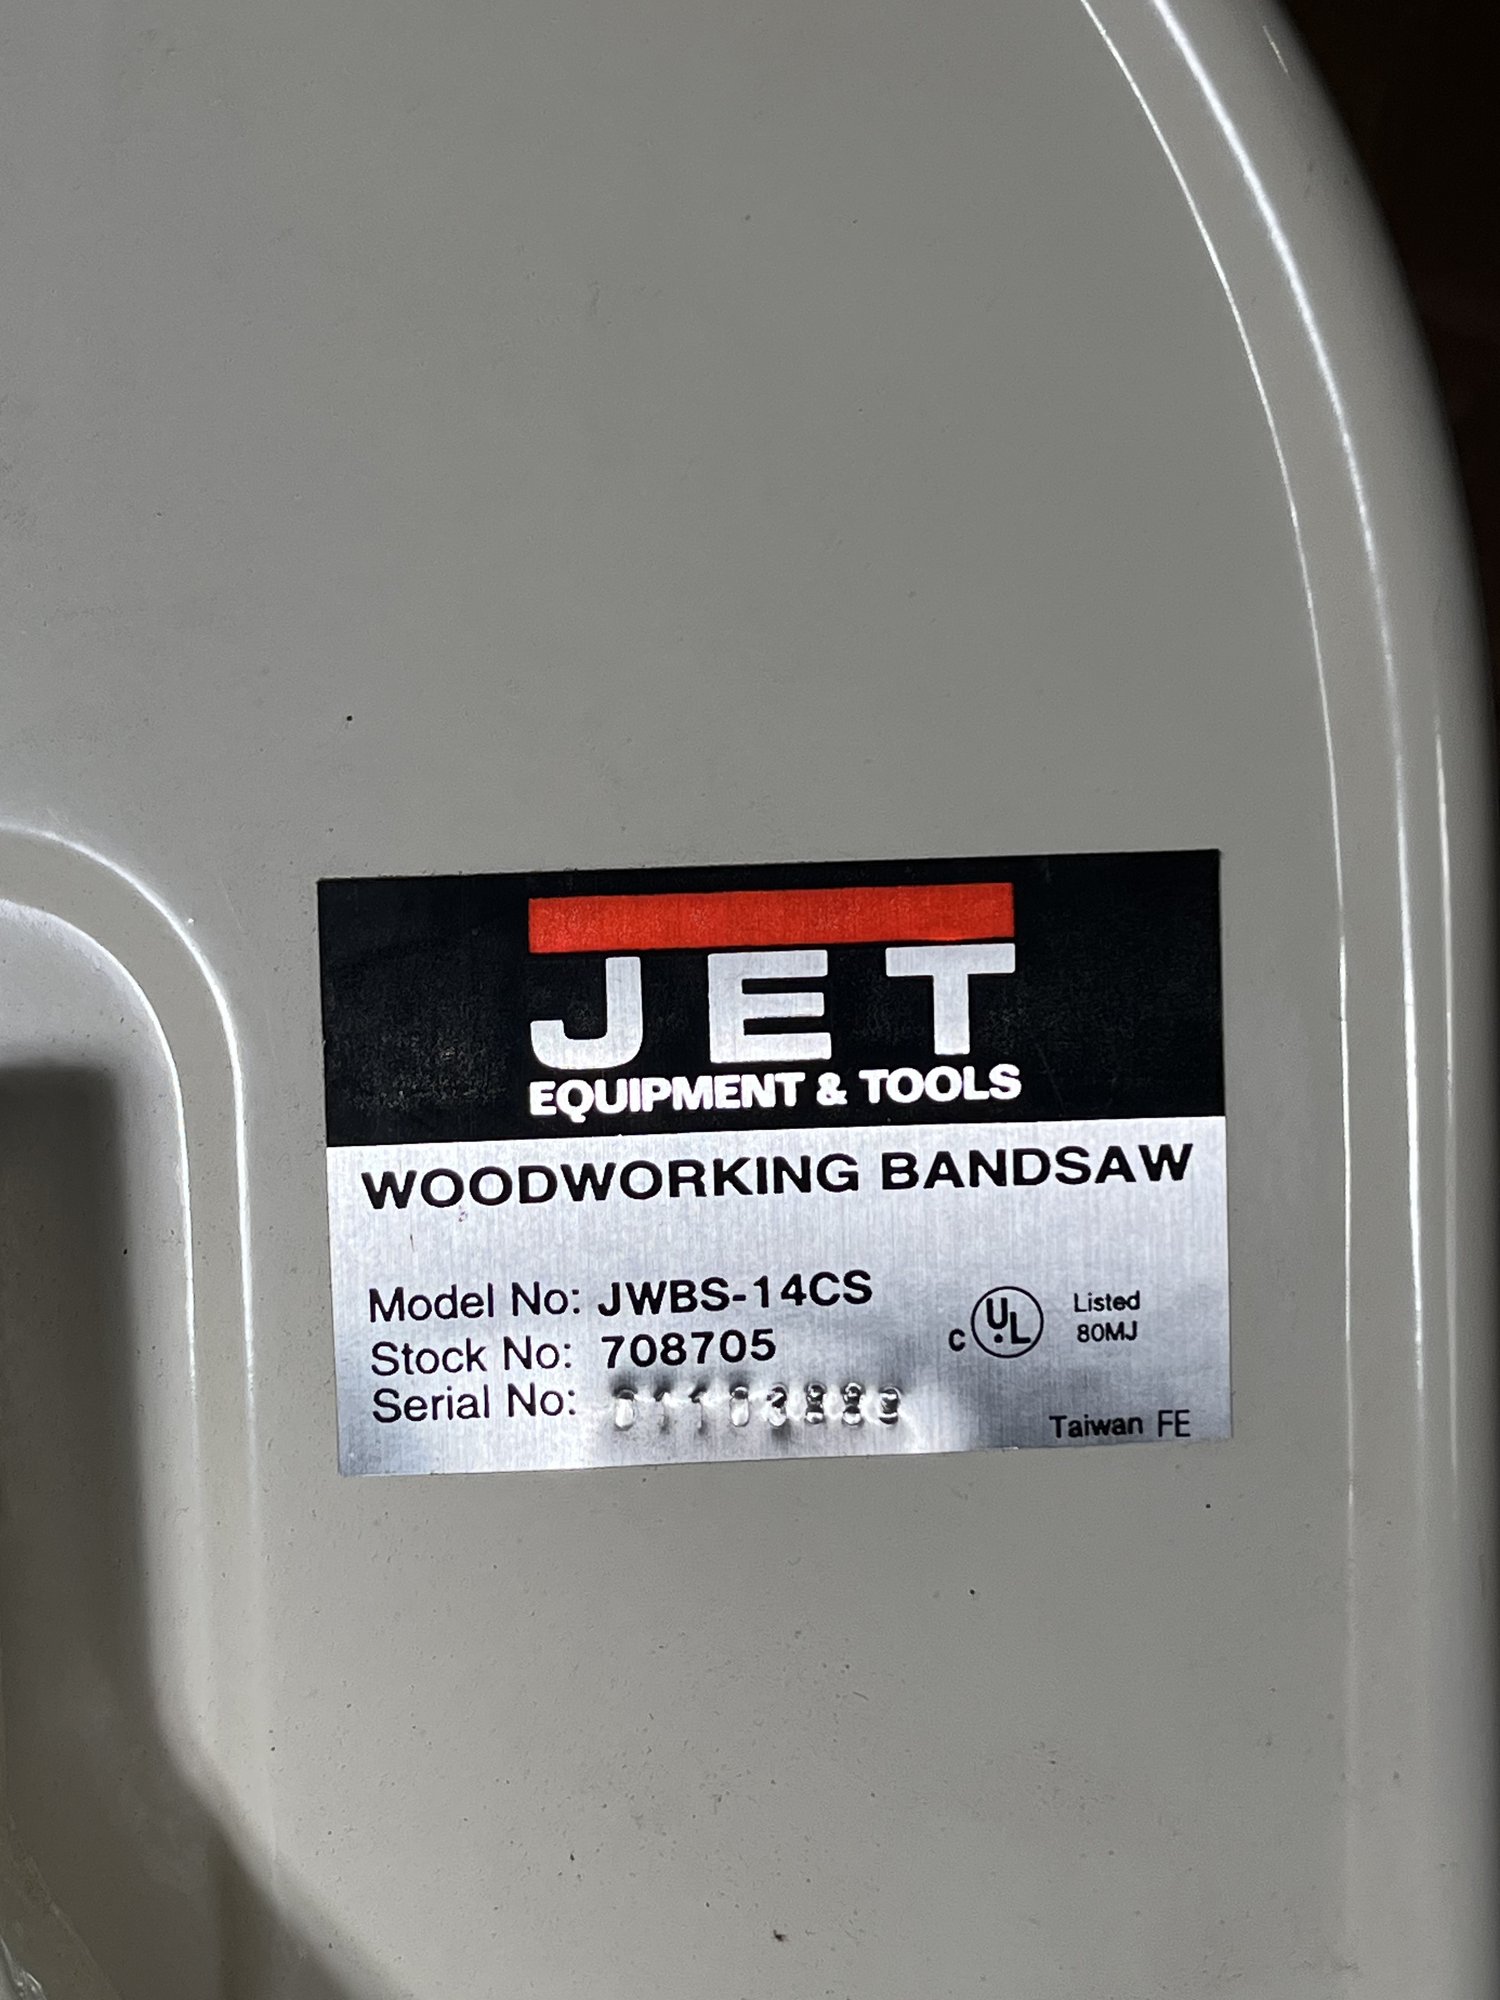 JET
EQUIPMENT & TOOLS
WOODWORKING BANDSAW
Model No: JWBS-14CS
Stock No: 708705
Serial No:
C UL Listed
80MJ
Taiwan FE